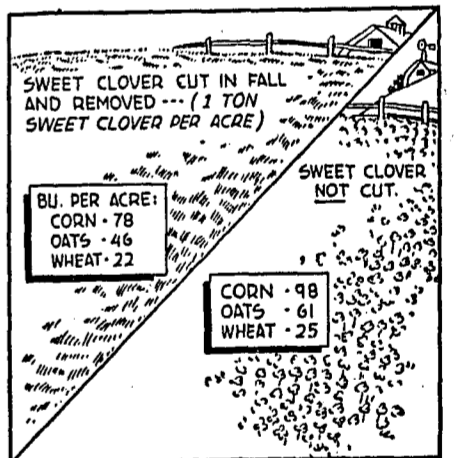 SWEET CLOVER CUT IN FALL
AND REMOVED --- (1 TON
SWEET CLOVER PER ACRE)
BU. PER ACRE:
CORN - 78
OATS - 46
WHEAT - 22
SWEET CLOVER
NOT CUT.
CORN - 98
OATS - 61
WHEAT - 25